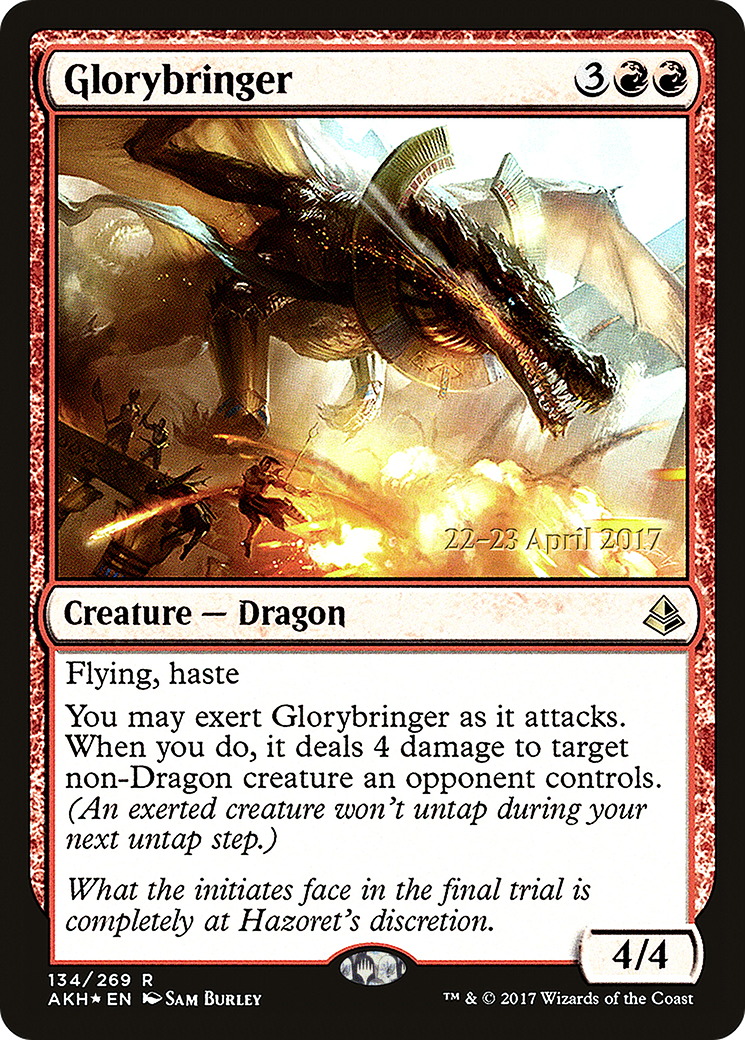 Glorybringer 3
22–23 April 2017
Creature — Dragon
Flying, haste
You may exert Glorybringer as it attacks.
When you do, it deals 4 damage to target
non-Dragon creature an opponent controls.
(An exerted creature won't untap during your
next untap step.)
What the initiates face in the final trial is
completely at Hazoret's discretion.
4/4
134/269 R
AKH★EN Sam Burley
™ & © 2017 Wizards of the Coast